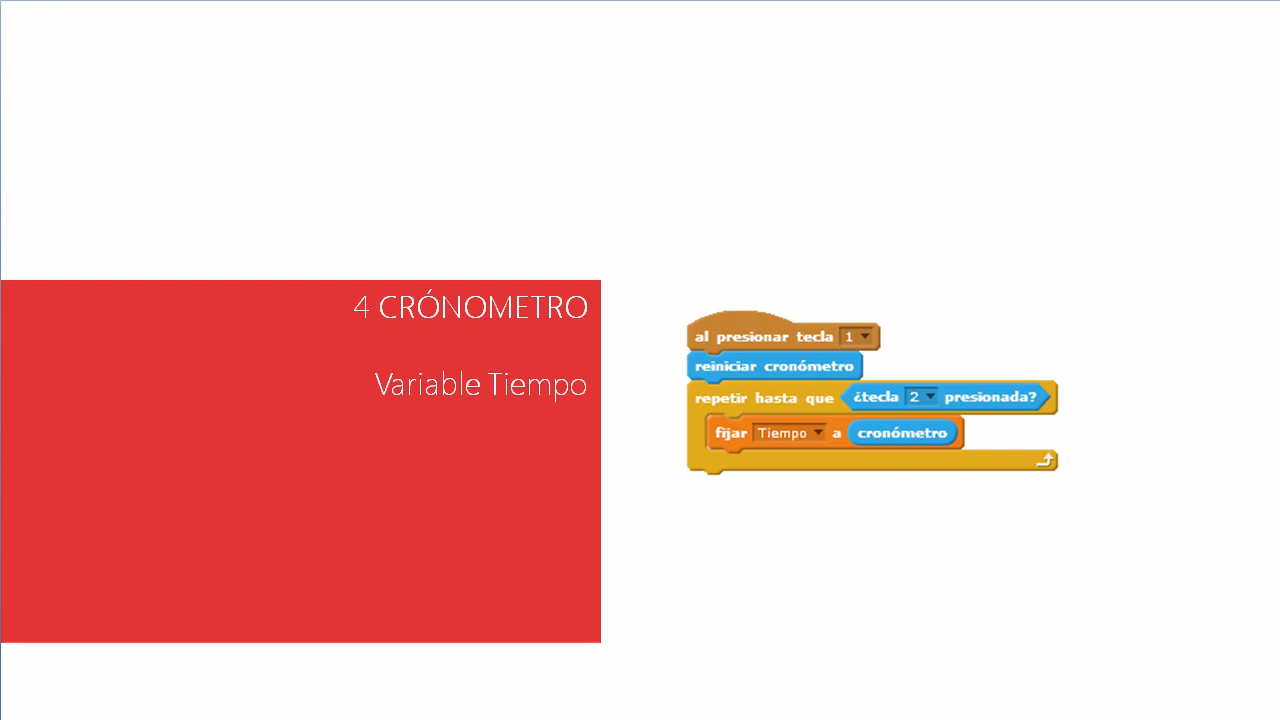 4 CRÓNOMETRO
Variable Tiempo
al presionar tecla 1
reiniciar cronómetro
repetir hasta que ¿tecla 2 presionada?
fijar Tiempo a cronómetro